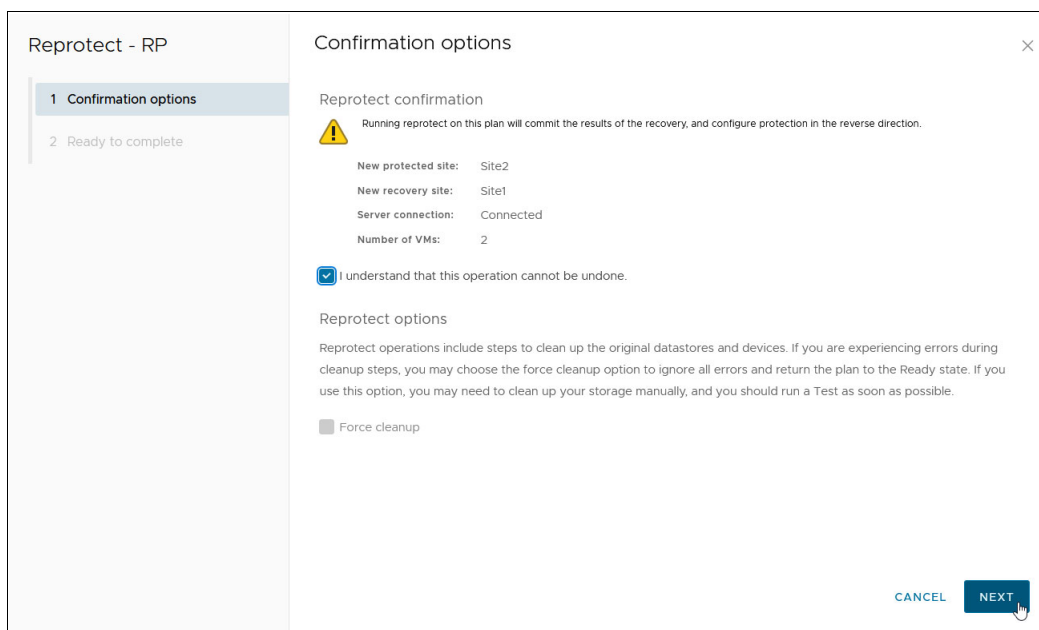 Reprotect - RP
1 Confirmation options
2 Ready to complete
Confirmation options
Reprotect confirmation
Running reprotect on this plan will commit the results of the recovery, and configure protection in the reverse direction.
New protected site: Site2
New recovery site: Site1
Server connection: Connected
Number of VMs: 2
I understand that this operation cannot be undone.
Reprotect options
Reprotect operations include steps to clean up the original datastores and devices. If you are experiencing errors during
cleanup steps, you may choose the force cleanup option to ignore all errors and return the plan to the Ready state. If you
use this option, you may need to clean up your storage manually, and you should run a Test as soon as possible.
Force cleanup
CANCEL NEXT